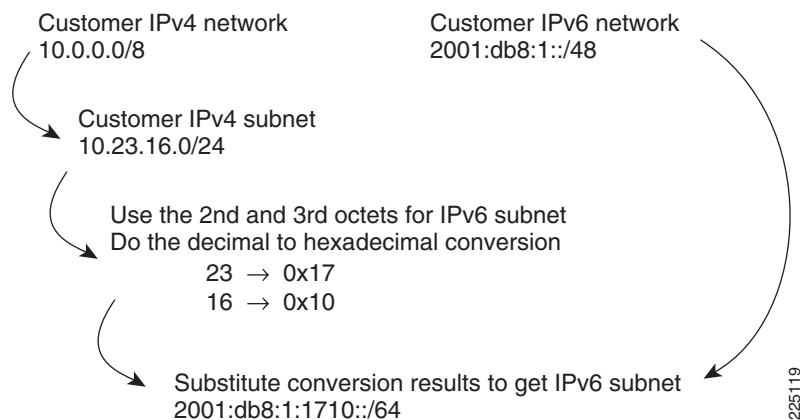 Customer IPv4 network
10.0.0.0/8
Customer IPv6 network
2001:db8:1::/48
Customer IPv4 subnet
10.23.16.0/24
Use the 2nd and 3rd octets for IPv6 subnet
Do the decimal to hexadecimal conversion
23 → 0x17
16 → 0x10
Substitute conversion results to get IPv6 subnet
2001:db8:1:1710::/64
225119